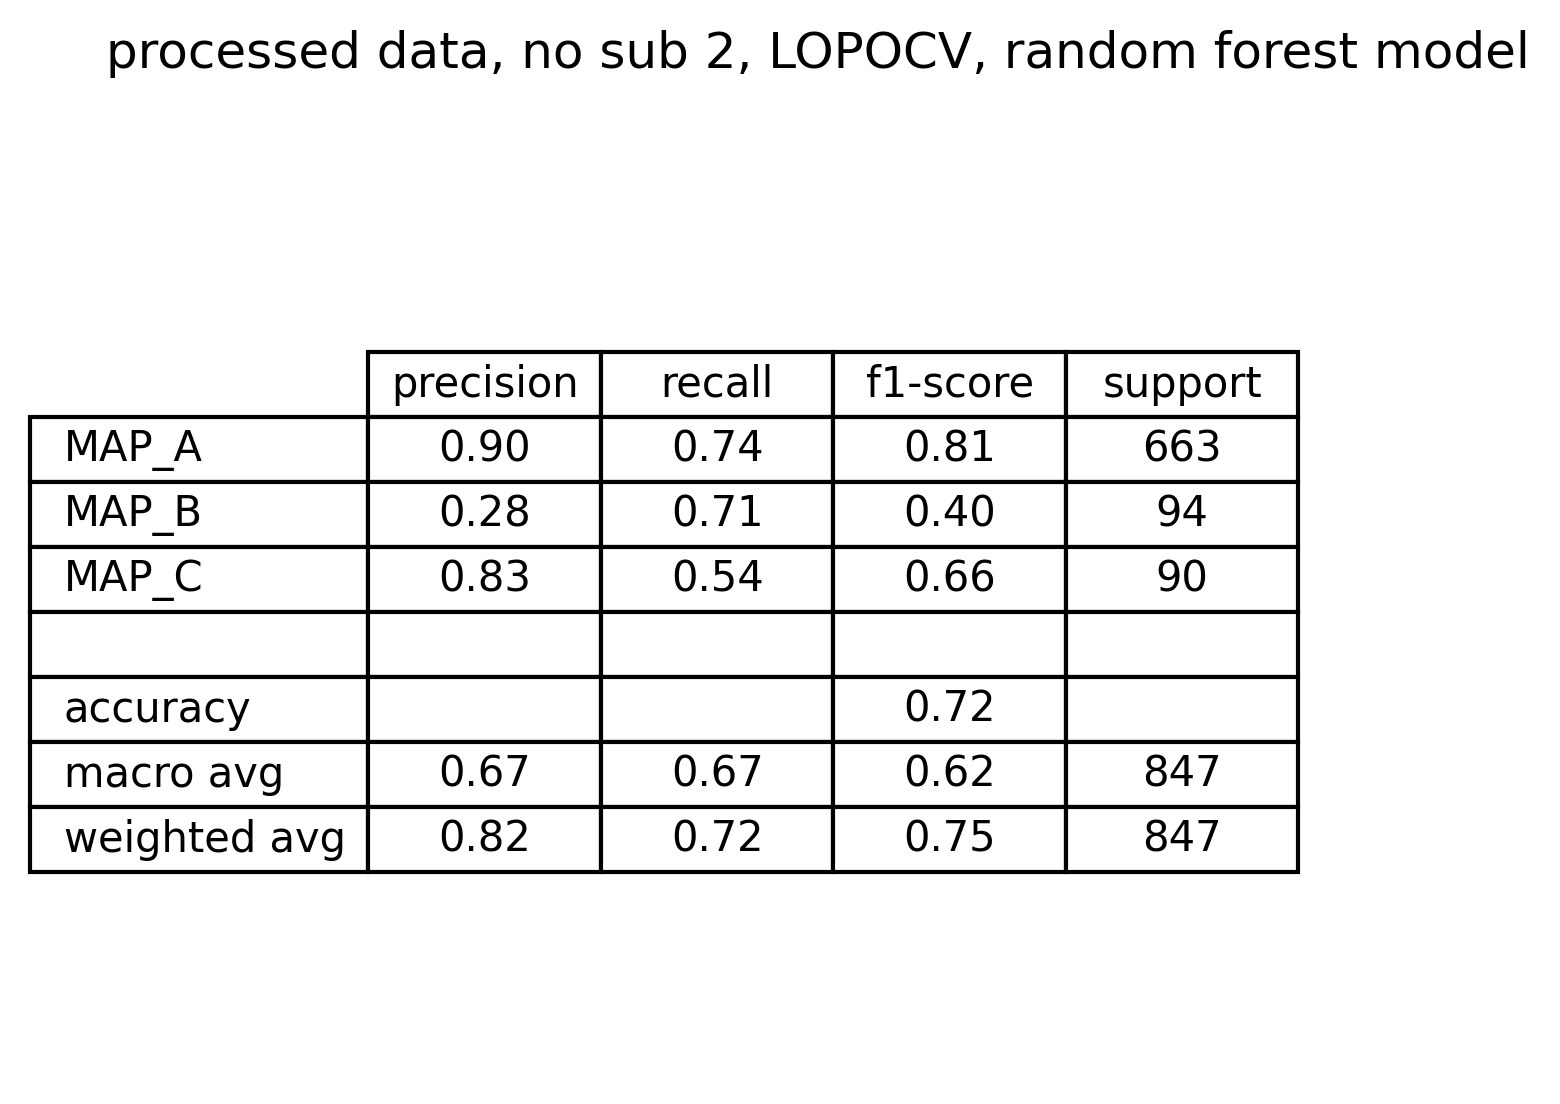 processed data, no sub 2, LOPOCV, random forest model
precision recall f1-score support
MAP_A 0.90 0.74 0.81 663
MAP_B 0.28 0.71 0.40 94
MAP_C 0.83 0.54 0.66 90
accuracy 0.72
macro avg 0.67 0.67 0.62 847
weighted avg 0.82 0.72 0.75 847